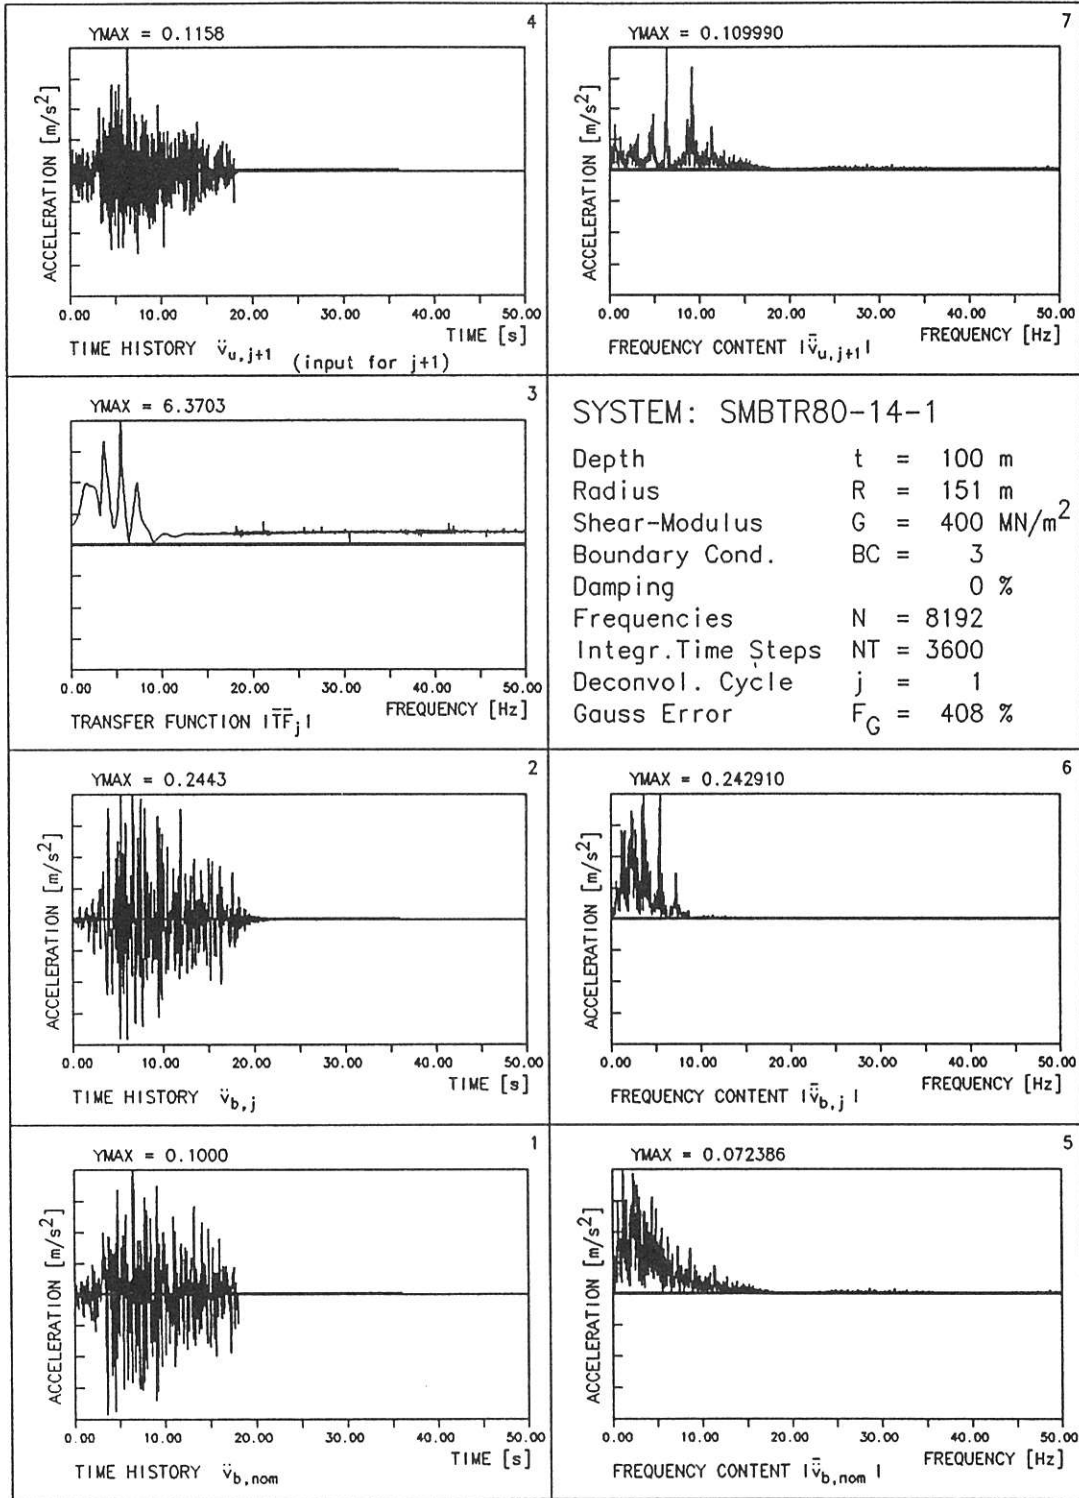 4
YMAX = 0.1158
ACCELERATION [m/s²]
0.00 10.00 20.00 30.00 40.00 50.00
TIME [s]
TIME HISTORY v̈u,j+1 (input for j+1)
7
YMAX = 0.109990
ACCELERATION [m/s²]
0.00 10.00 20.00 30.00 40.00 50.00
FREQUENCY [Hz]
FREQUENCY CONTENT |v̈̄u,j+1|
3
YMAX = 6.3703
0.00 10.00 20.00 30.00 40.00 50.00
FREQUENCY [Hz]
TRANSFER FUNCTION |T̄F̄j|
SYSTEM: SMBTR80-14-1
Depth t = 100 m
Radius R = 151 m
Shear-Modulus G = 400 MN/m²
Boundary Cond. BC = 3
Damping 0 %
Frequencies N = 8192
Integr.Time Steps NT = 3600
Deconvol. Cycle j = 1
Gauss Error FG = 408 %
2
YMAX = 0.2443
ACCELERATION [m/s²]
0.00 10.00 20.00 30.00 40.00 50.00
TIME [s]
TIME HISTORY v̈b,j
6
YMAX = 0.242910
ACCELERATION [m/s²]
0.00 10.00 20.00 30.00 40.00 50.00
FREQUENCY [Hz]
FREQUENCY CONTENT |v̈̄b,j|
1
YMAX = 0.1000
ACCELERATION [m/s²]
0.00 10.00 20.00 30.00 40.00 50.00
TIME [s]
TIME HISTORY v̈b,nom
5
YMAX = 0.072386
ACCELERATION [m/s²]
0.00 10.00 20.00 30.00 40.00 50.00
FREQUENCY [Hz]
FREQUENCY CONTENT |v̈̄b,nom|